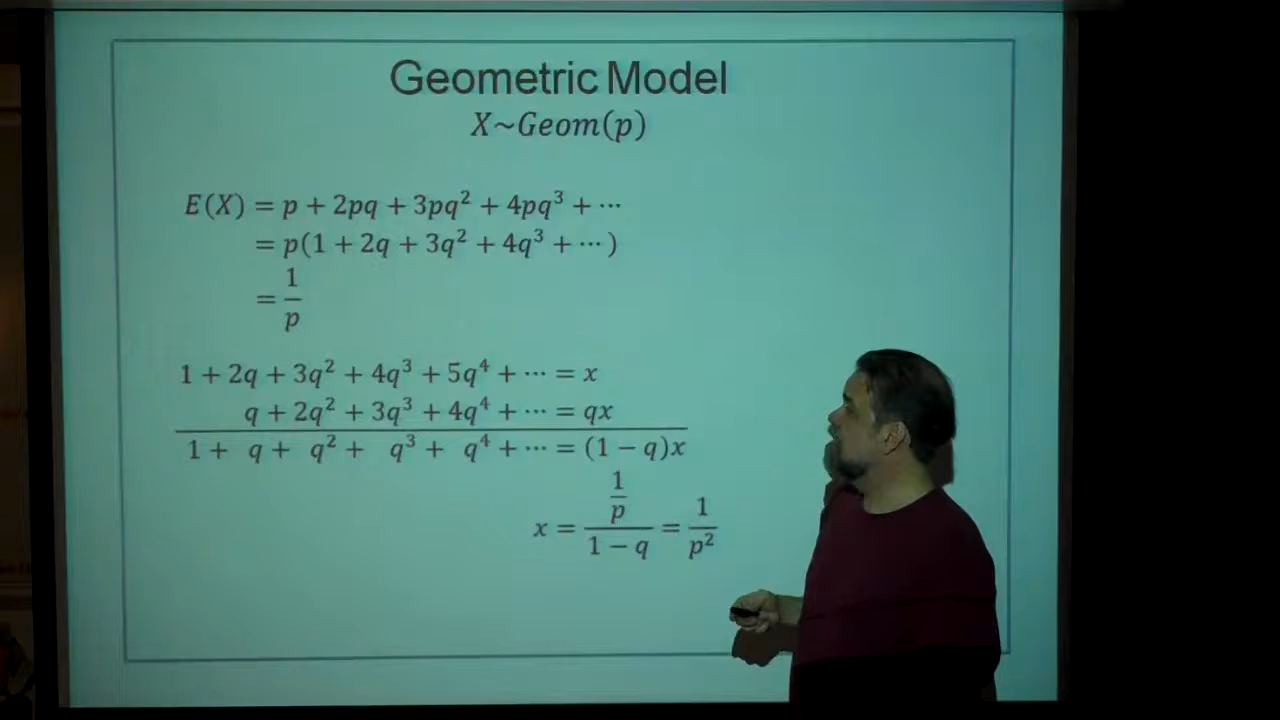 Geometric Model
X~Geom(p)
E(X) = p + 2pq + 3pq² + 4pq³ + ⋯
= p(1 + 2q + 3q² + 4q³ + ⋯ )
= 1/p
1 + 2q + 3q² + 4q³ + 5q⁴ + ⋯ = x
q + 2q² + 3q³ + 4q⁴ + ⋯ = qx
1 + q + q² + q³ + q⁴ + ⋯ = (1 − q)x
x = (1/p)/(1 − q) = 1/p²